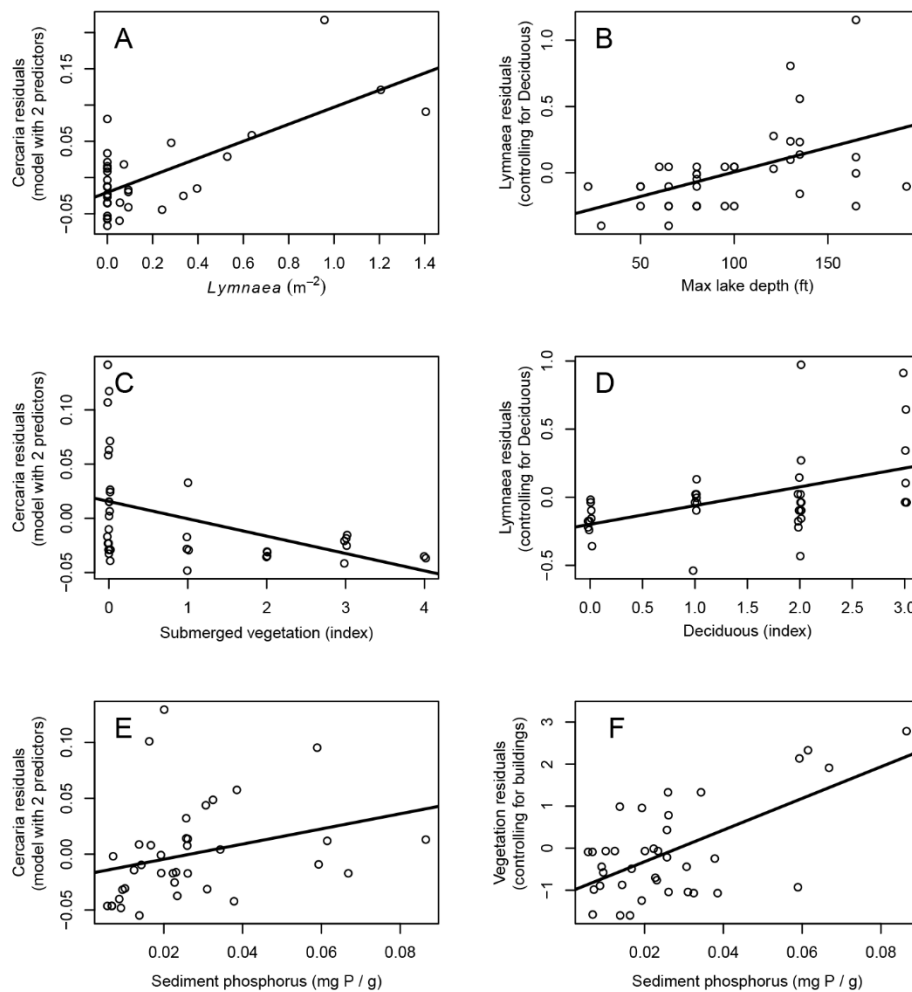 A
Cercaria residuals
(model with 2 predictors)
0.15
0.05
−0.05
0.0 0.2 0.4 0.6 0.8 1.0 1.2 1.4
Lymnaea (m⁻²)
B
Lymnaea residuals
(controlling for Deciduous)
1.0
0.5
0.0
50 100 150
Max lake depth (ft)
C
Cercaria residuals
(model with 2 predictors)
0.10
0.05
0.00
−0.05
0 1 2 3 4
Submerged vegetation (index)
D
Lymnaea residuals
(controlling for Deciduous)
1.0
0.5
0.0
−0.5
0.0 0.5 1.0 1.5 2.0 2.5 3.0
Deciduous (index)
E
Cercaria residuals
(model with 2 predictors)
0.10
0.05
0.00
−0.05
0.02 0.04 0.06 0.08
Sediment phosphorus (mg P / g)
F
Vegetation residuals
(controlling for buildings)
3
2
1
0
−1
0.02 0.04 0.06 0.08
Sediment phosphorus (mg P / g)